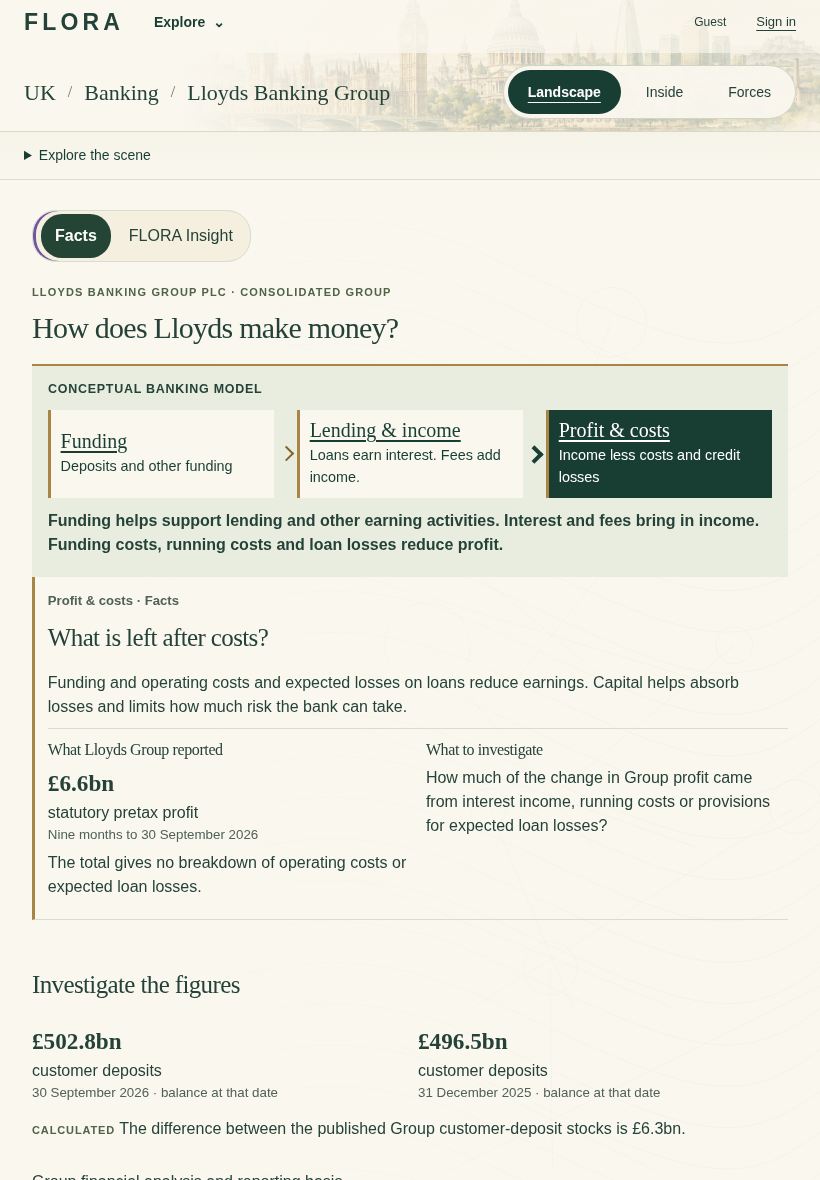 FLORA
Explore
Guest
Sign in
UK / Banking / Lloyds Banking Group
Landscape
Inside
Forces
Explore the scene
Facts
FLORA Insight
LLOYDS BANKING GROUP PLC · CONSOLIDATED GROUP
How does Lloyds make money?
CONCEPTUAL BANKING MODEL
Funding
Deposits and other funding
Lending & income
Loans earn interest. Fees add
income.
Profit & costs
Income less costs and credit
losses
Funding helps support lending and other earning activities. Interest and fees bring in income.
Funding costs, running costs and loan losses reduce profit.
Profit & costs · Facts
What is left after costs?
Funding and operating costs and expected losses on loans reduce earnings. Capital helps absorb
losses and limits how much risk the bank can take.
What Lloyds Group reported
£6.6bn
statutory pretax profit
Nine months to 30 September 2026
The total gives no breakdown of operating costs or
expected loan losses.
What to investigate
How much of the change in Group profit came
from interest income, running costs or provisions
for expected loan losses?
Investigate the figures
£502.8bn
customer deposits
30 September 2026 · balance at that date
£496.5bn
customer deposits
31 December 2025 · balance at that date
CALCULATED The difference between the published Group customer-deposit stocks is £6.3bn.
Group financial analysis and reporting basis